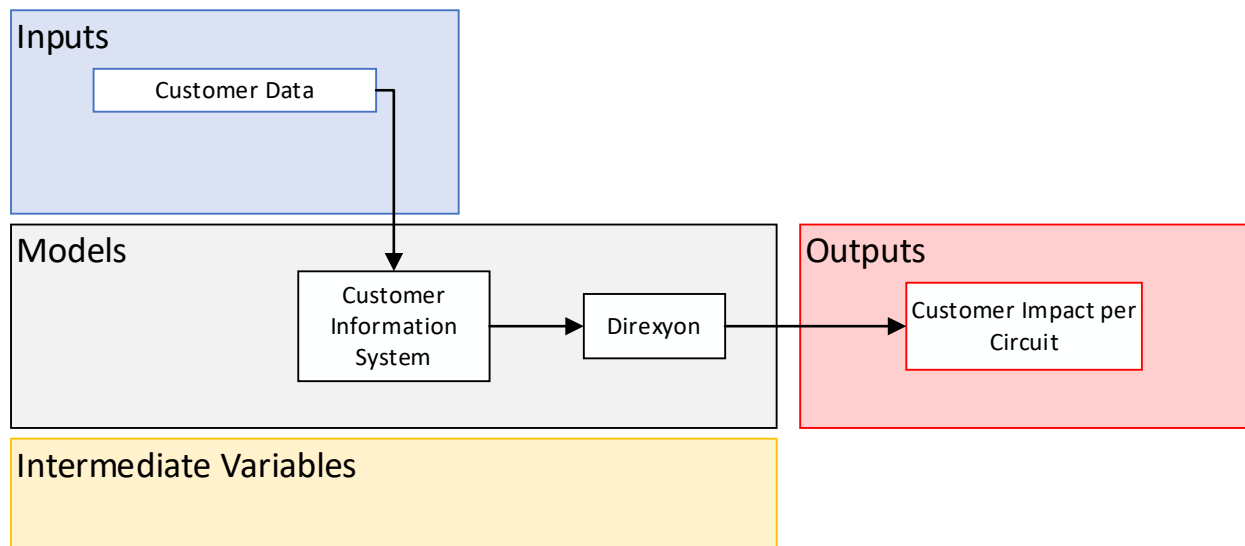 Inputs
Customer Data
Models
Customer
Information
System
Direxyon
Outputs
Customer Impact per
Circuit
Intermediate Variables